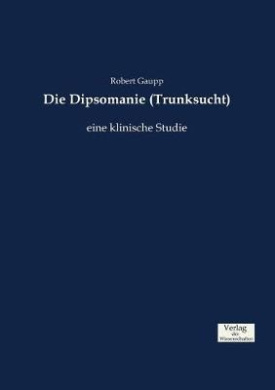 Robert Gaupp
Die Dipsomanie (Trunksucht)
eine klinische Studie
Verlag
der
Wissenschaften